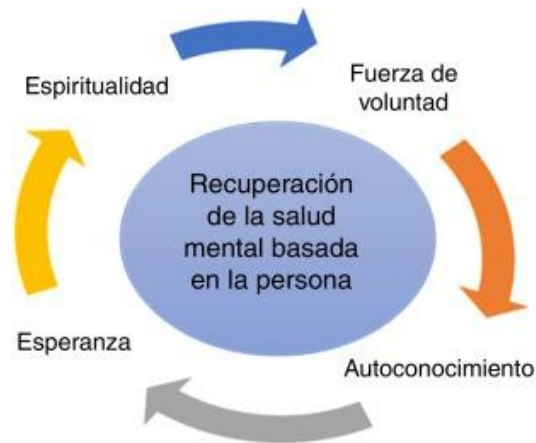 Espiritualidad
Fuerza de
voluntad
Recuperación
de la salud
mental basada
en la persona
Esperanza
Autoconocimiento